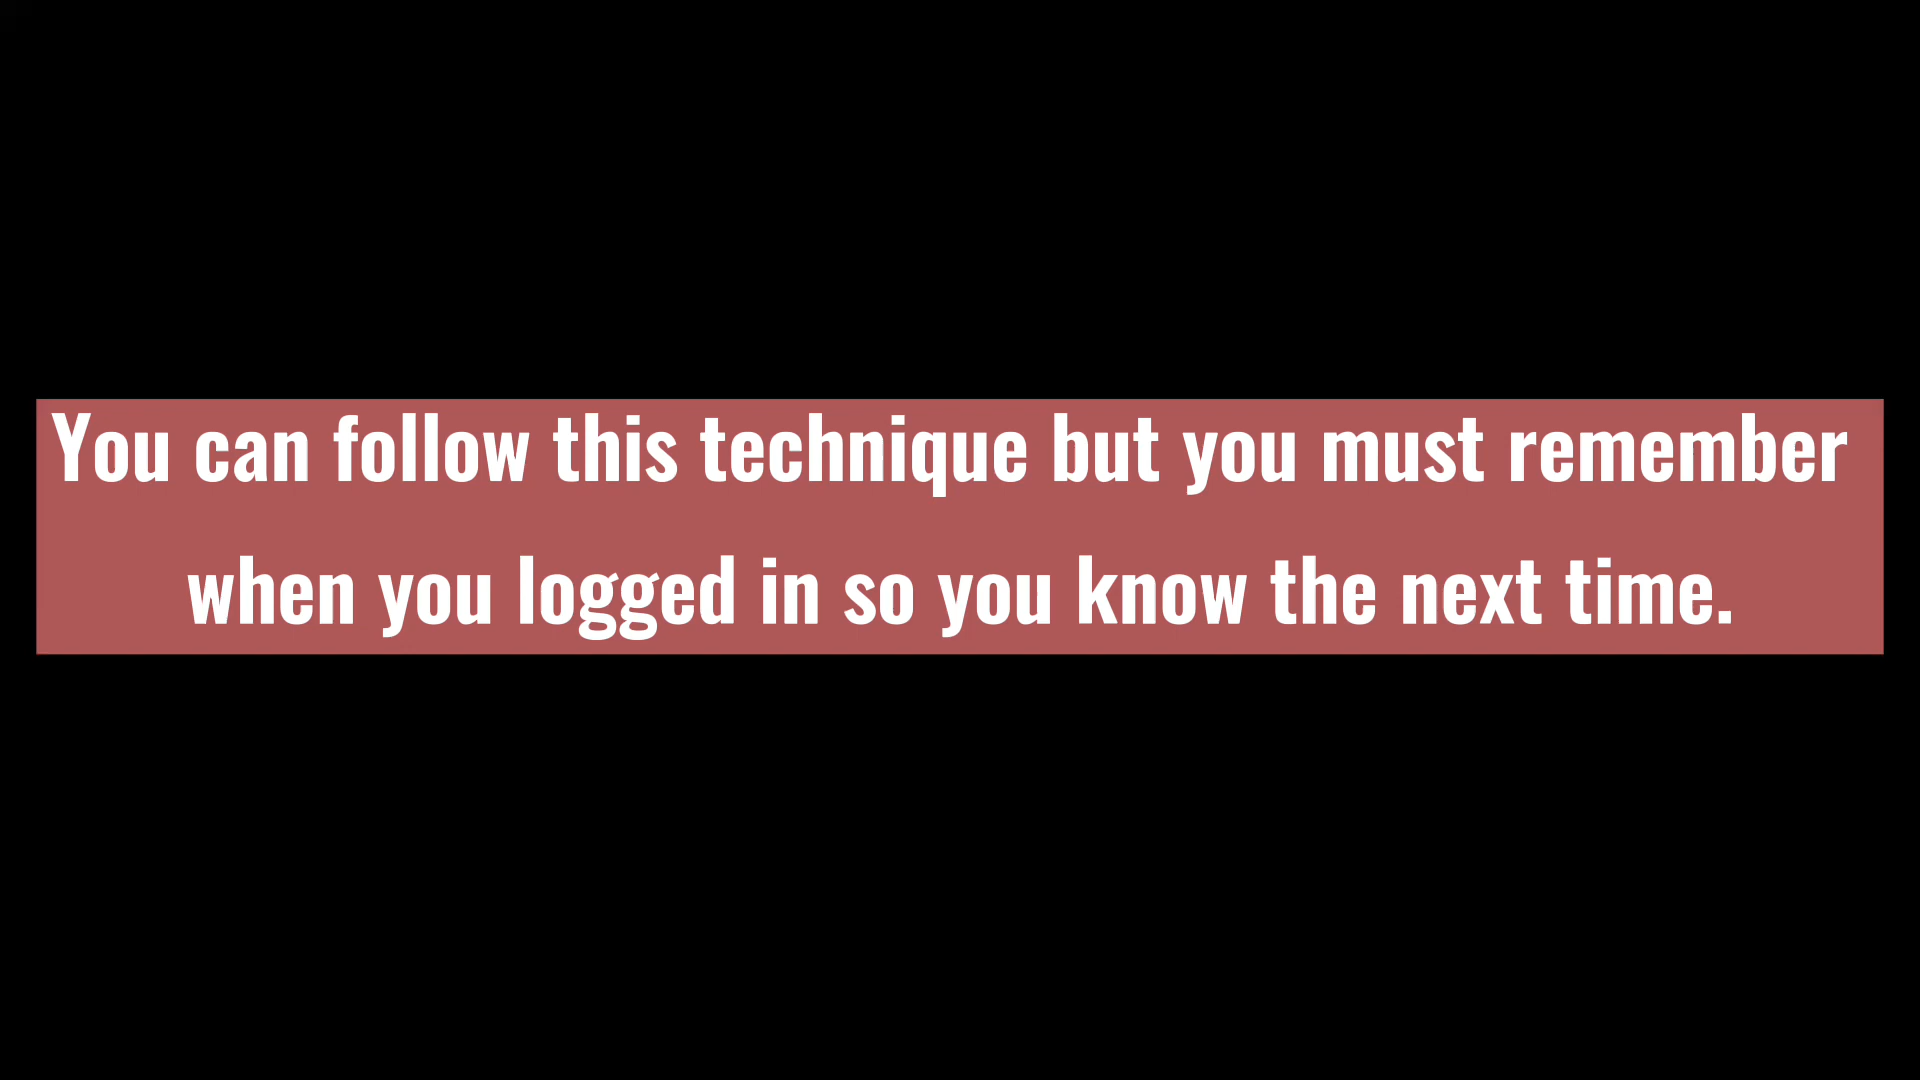 You can follow this technique but you must remember
when you logged in so you know the next time.